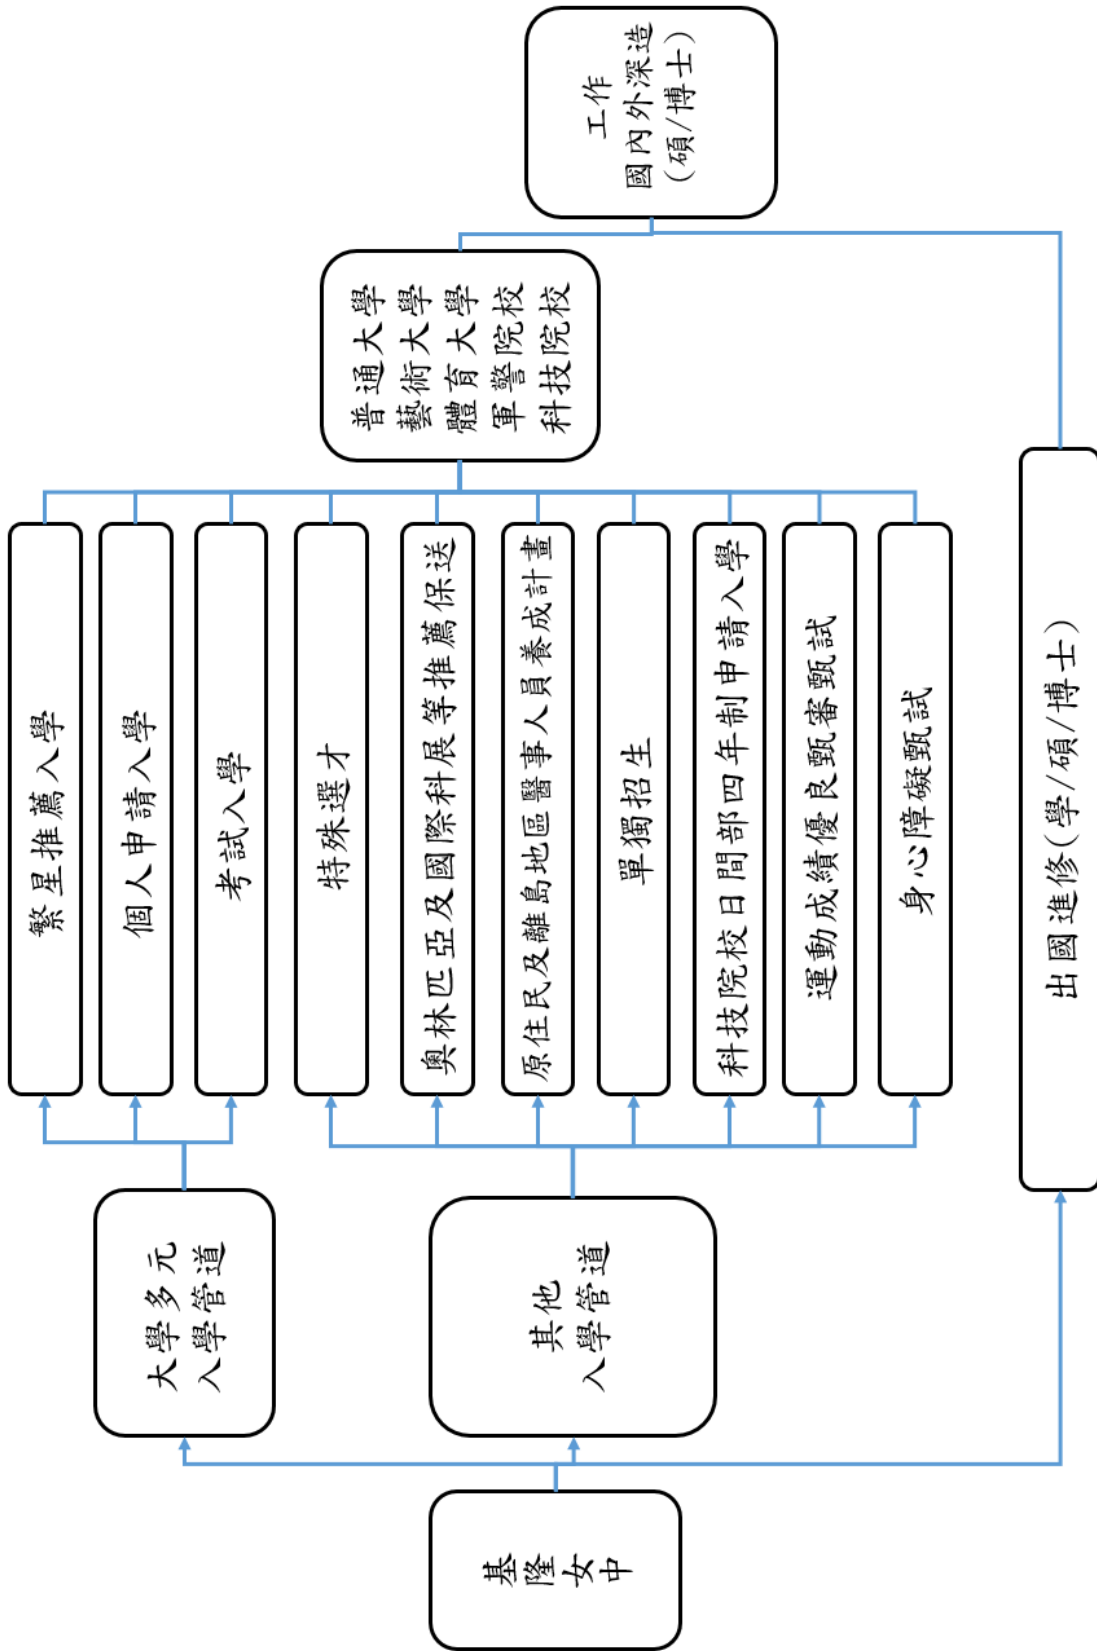 基隆女中
大學多元
入學管道
其他
入學管道
繁星推薦入學
個人申請入學
考試入學
特殊選才
奧林匹亞及國際科展等推薦保送
原住民及離島地區醫事人員養成計畫
單獨招生
科技院校日間部四年制申請入學
運動成績優良甄審甄試
身心障礙甄試
出國進修(學/碩/博士)
普通大學
藝術大學
體育大學
軍警院校
科技院校
工作
國內外深造
(碩/博士)